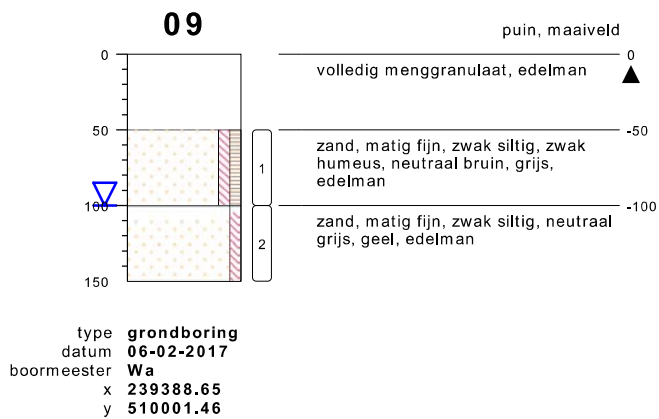 09
puin, maaiveld
0
0
volledig menggranulaat, edelman
50
-50
1
zand, matig fijn, zwak siltig, zwak
humeus, neutraal bruin, grijs,
edelman
100
-100
2
zand, matig fijn, zwak siltig, neutraal
grijs, geel, edelman
150
type grondboring
datum 06-02-2017
boormeester Wa
x 239388.65
y 510001.46